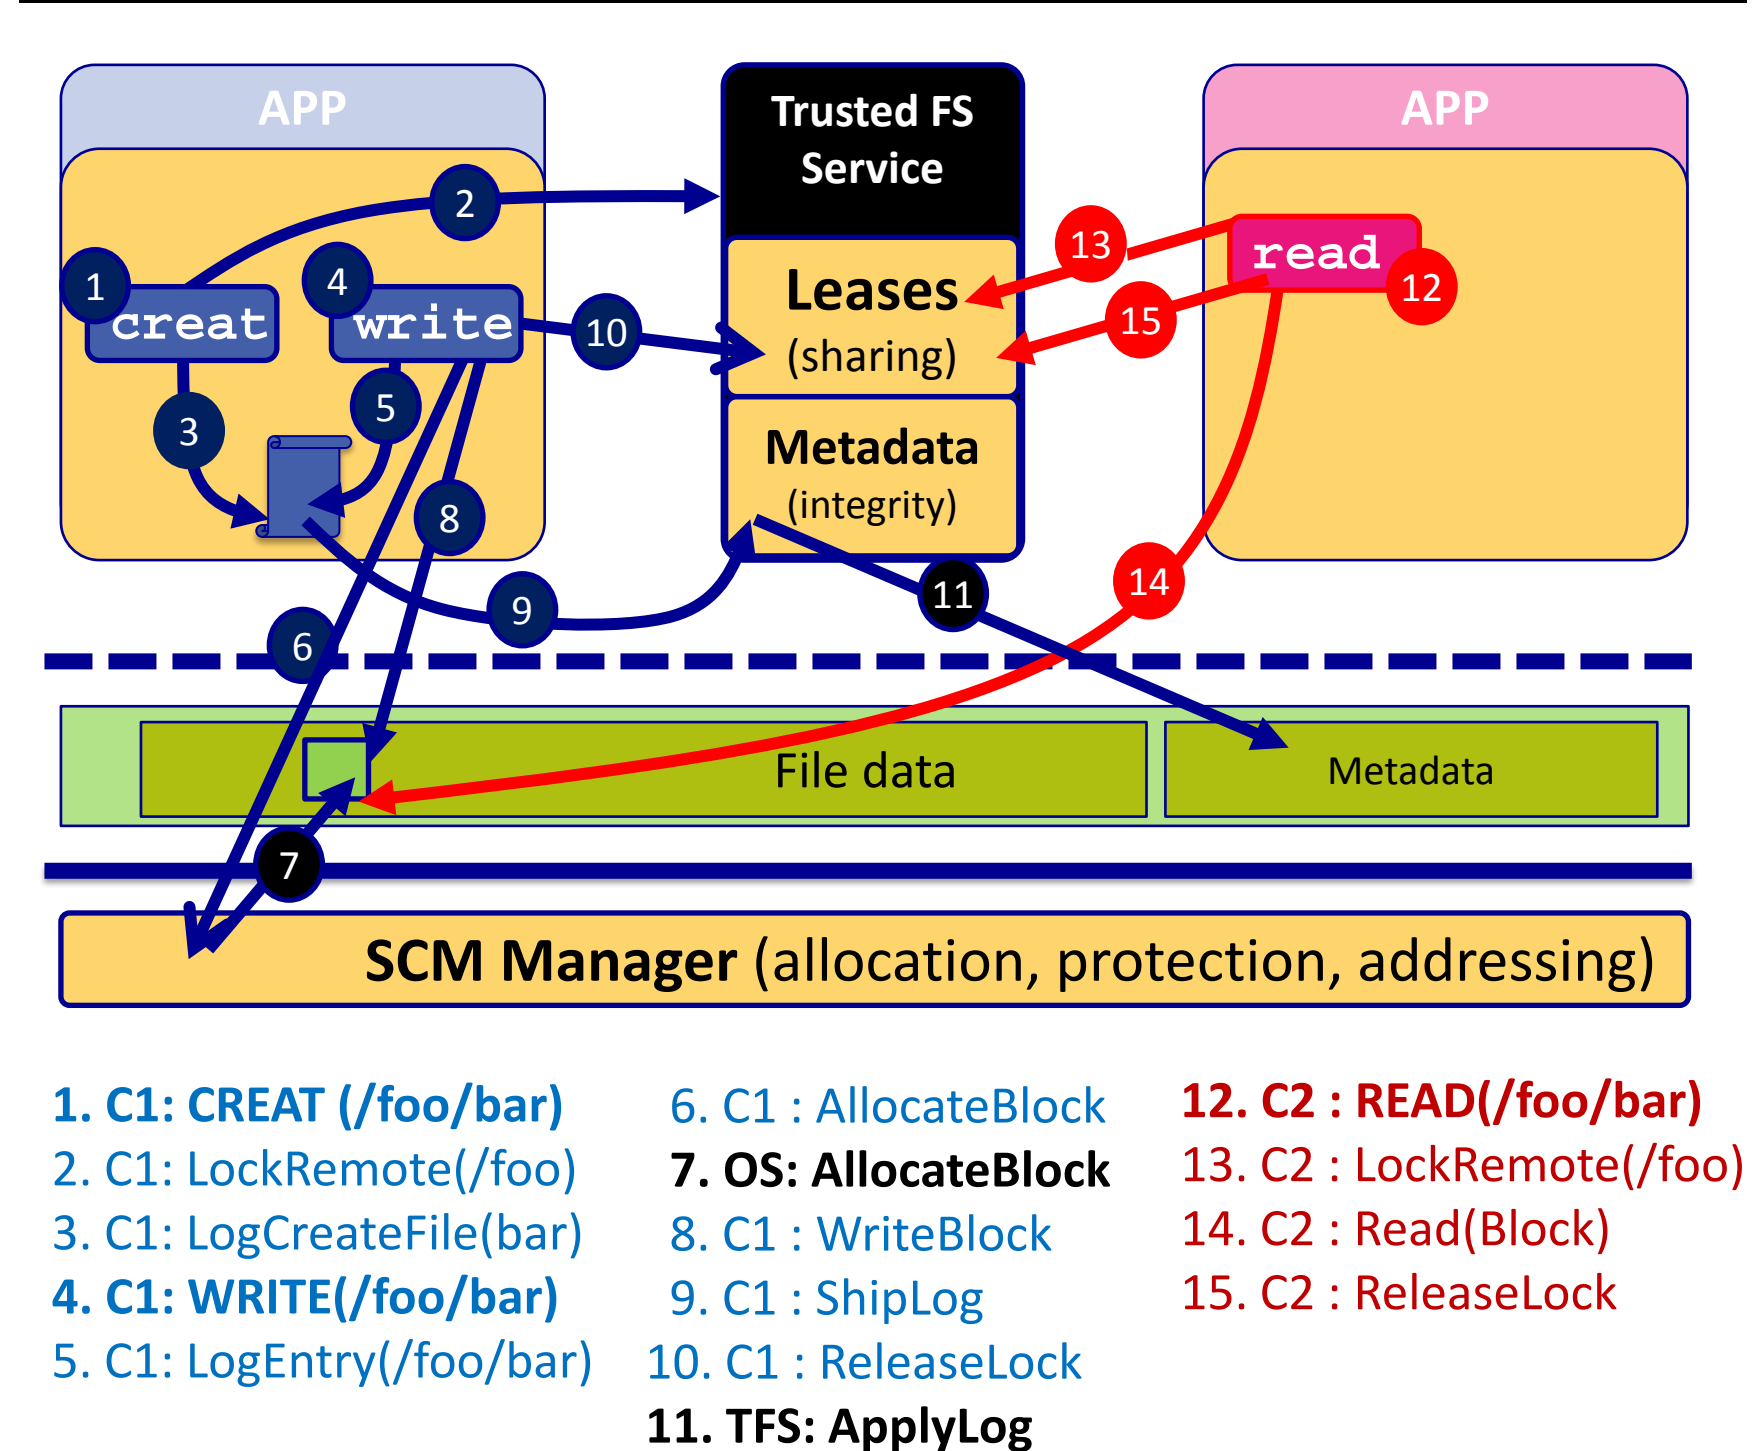 APP
Trusted FS
Service
APP
2
13
read
12
1
4
Leases
creat
write
10
15
(sharing)
5
3
Metadata
(integrity)
8
14
11
9
6
File data
Metadata
7
SCM Manager (allocation, protection, addressing)
1. C1: CREAT (/foo/bar)
2. C1: LockRemote(/foo)
3. C1: LogCreateFile(bar)
4. C1: WRITE(/foo/bar)
5. C1: LogEntry(/foo/bar)
6. C1 : AllocateBlock
7. OS: AllocateBlock
8. C1 : WriteBlock
9. C1 : ShipLog
10. C1 : ReleaseLock
11. TFS: ApplyLog
12. C2 : READ(/foo/bar)
13. C2 : LockRemote(/foo)
14. C2 : Read(Block)
15. C2 : ReleaseLock